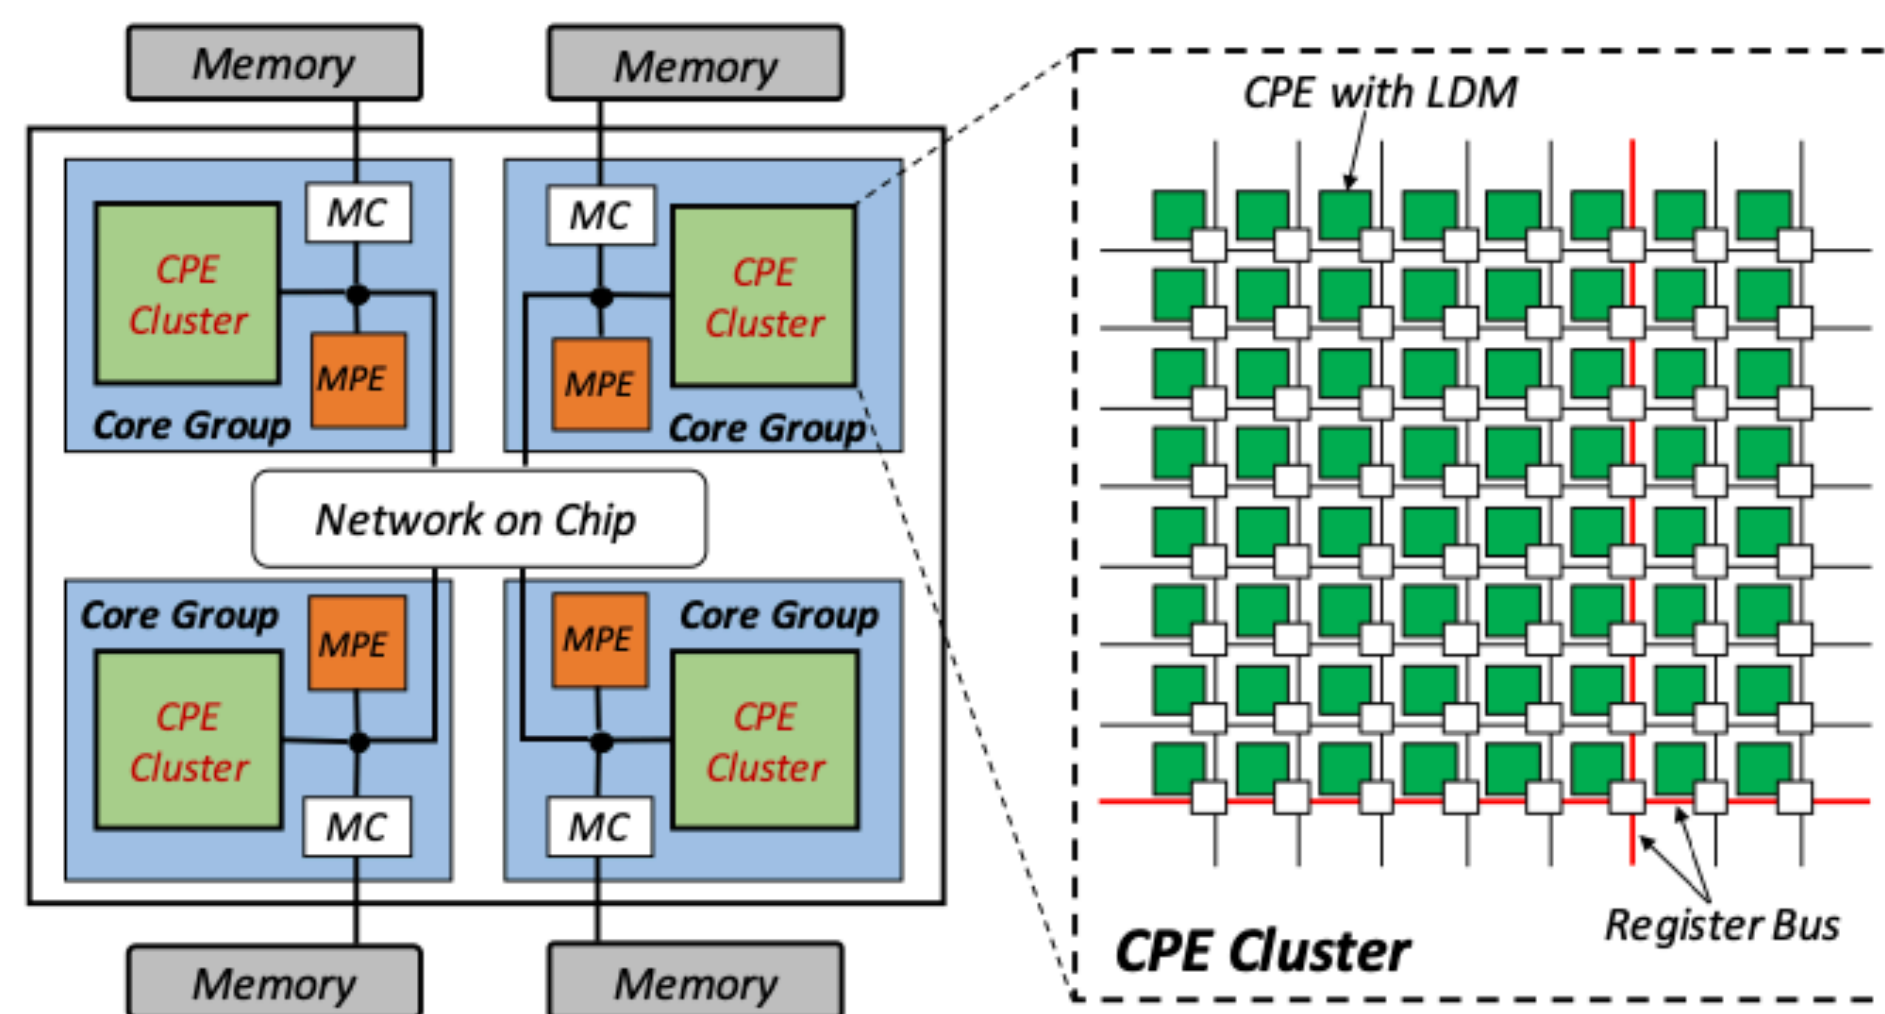 Memory
Memory
MC
CPE
Cluster
MPE
Core Group
MC
CPE
Cluster
MPE
Core Group
Network on Chip
Core Group
MPE
CPE
Cluster
MC
MPE
Core Group
CPE
Cluster
MC
Memory
Memory
CPE with LDM
Register Bus
CPE Cluster